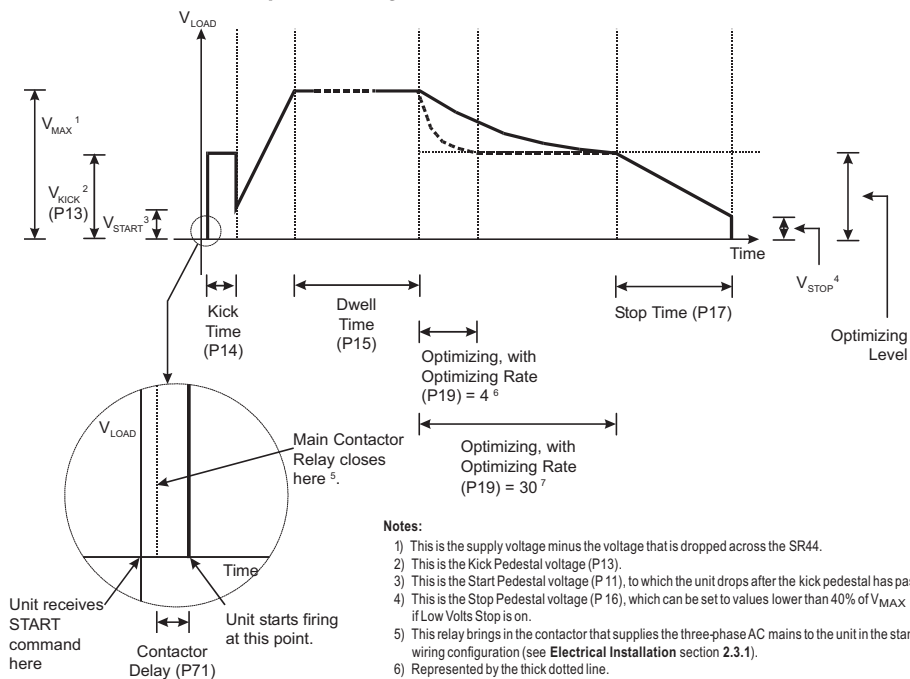 V LOAD
V MAX 1
V KICK 2
(P13)
V START 3
Time
V STOP 4
Kick
Time
(P14)
Dwell
Time
(P15)
Stop Time (P17)
Optimizing
Level
Optimizing, with
Optimizing Rate
(P19) = 4 6
Optimizing, with
Optimizing Rate
(P19) = 30 7
V LOAD
Main Contactor
Relay closes
here 5.
Time
Unit receives
START
command
here
Contactor
Delay (P71)
Unit starts firing
at this point.
Notes:
1) This is the supply voltage minus the voltage that is dropped across the SR44.
2) This is the Kick Pedestal voltage (P13).
3) This is the Start Pedestal voltage (P 11), to which the unit drops after the kick pedestal has
4) This is the Stop Pedestal voltage (P 16), which can be set to values lower than 40% of V MAX
if Low Volts Stop is on.
5) This relay brings in the contactor that supplies the three-phase AC mains to the unit in the
wiring configuration (see Electrical Installation section 2.3.1).
6) Represented by the thick dotted line.